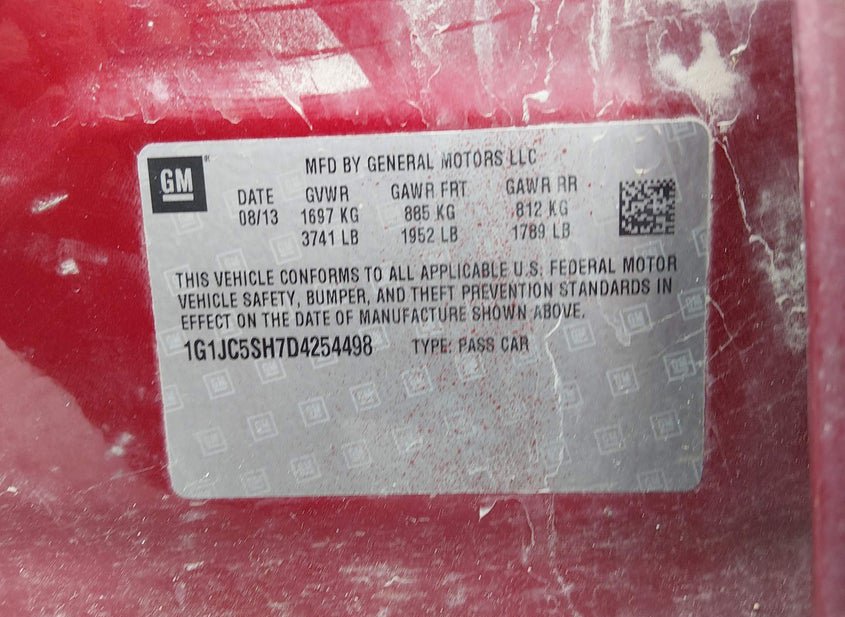 GM
MFD BY GENERAL MOTORS LLC
DATE GVWR GAWR FRT GAWR RR
08/13 1697 KG 885 KG 812 KG
3741 LB 1952 LB 1789 LB
THIS VEHICLE CONFORMS TO ALL APPLICABLE U.S. FEDERAL MOTOR
VEHICLE SAFETY, BUMPER, AND THEFT PREVENTION STANDARDS IN
EFFECT ON THE DATE OF MANUFACTURE SHOWN ABOVE.
1G1JC5SH7D4254498 TYPE: PASS CAR